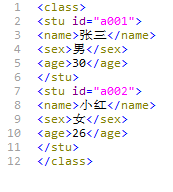 1 <class>
2 <stu id="a001">
3 <name>张三</name>
4 <sex>男</sex>
5 <age>30</age>
6 </stu>
7 <stu id="a002">
8 <name>小红</name>
9 <sex>女</sex>
10 <age>26</age>
11 </stu>
12 </class>